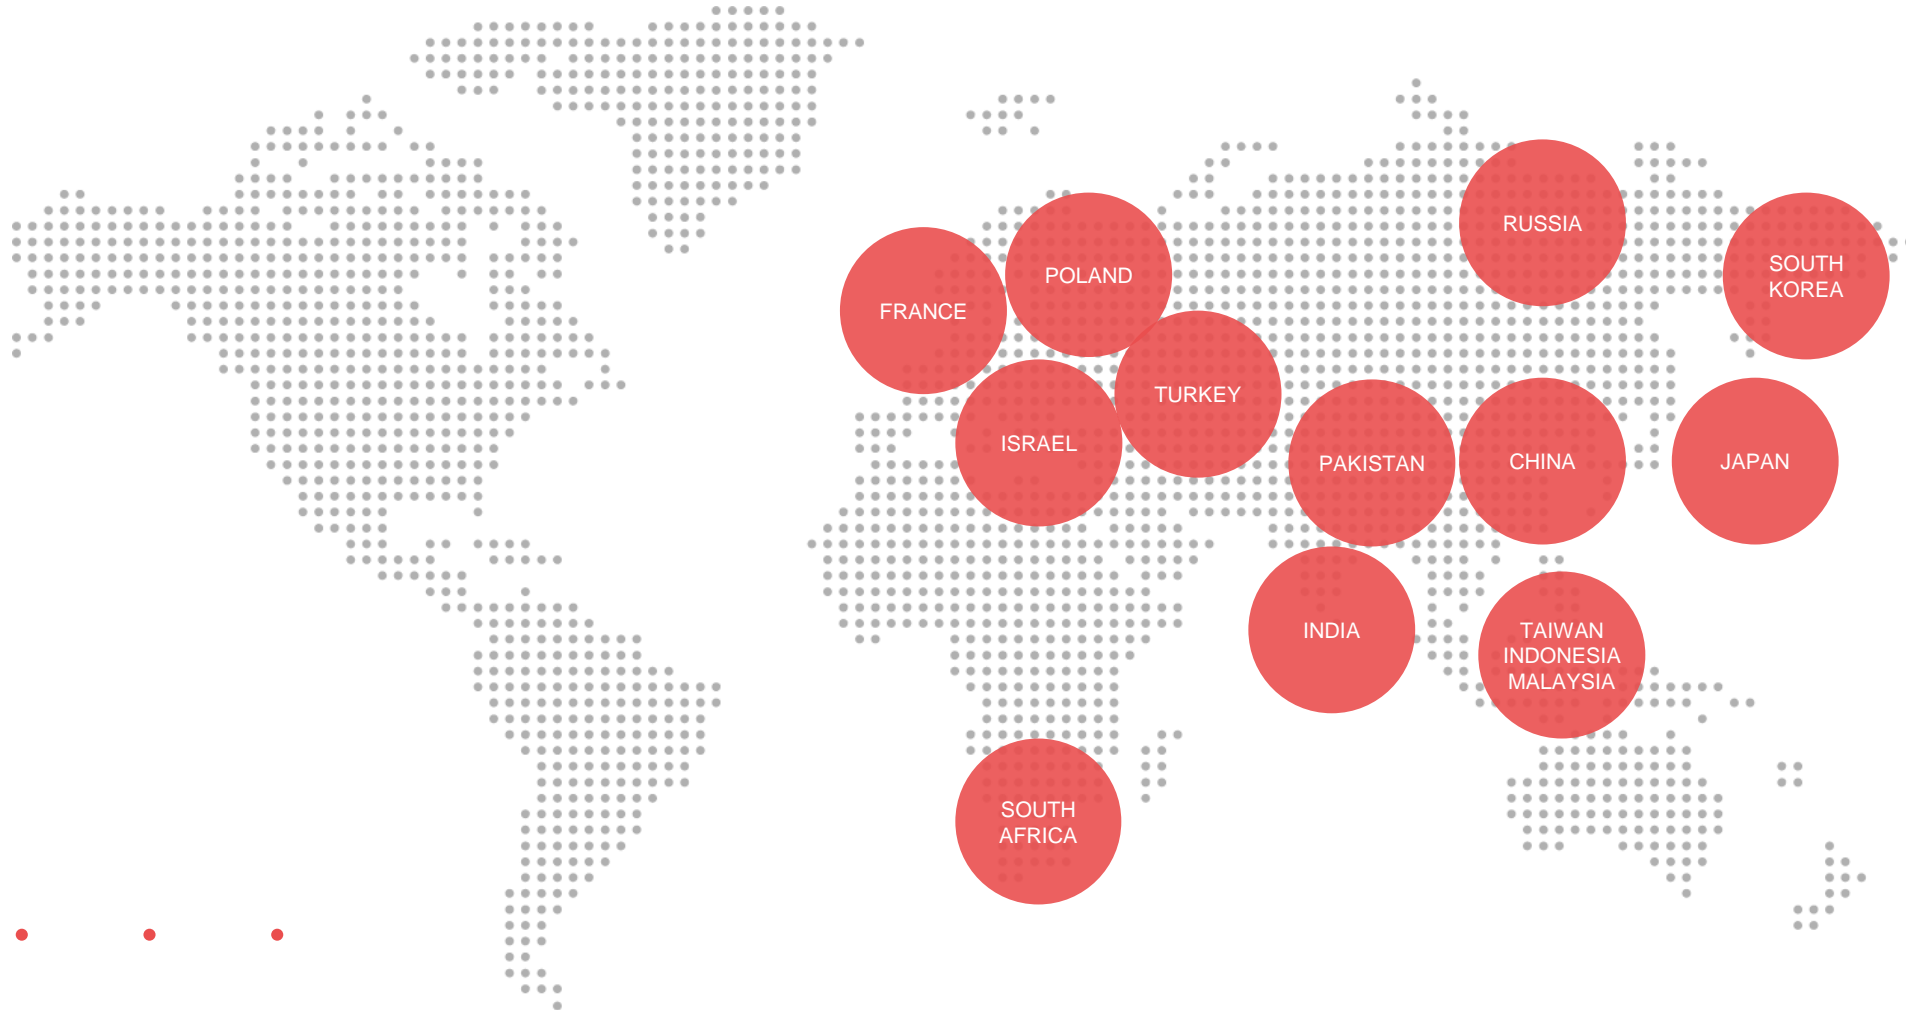 RUSSIA
SOUTH
KOREA
POLAND
FRANCE
TURKEY
ISRAEL
PAKISTAN
CHINA
JAPAN
INDIA
TAIWAN
INDONESIA
MALAYSIA
SOUTH
AFRICA